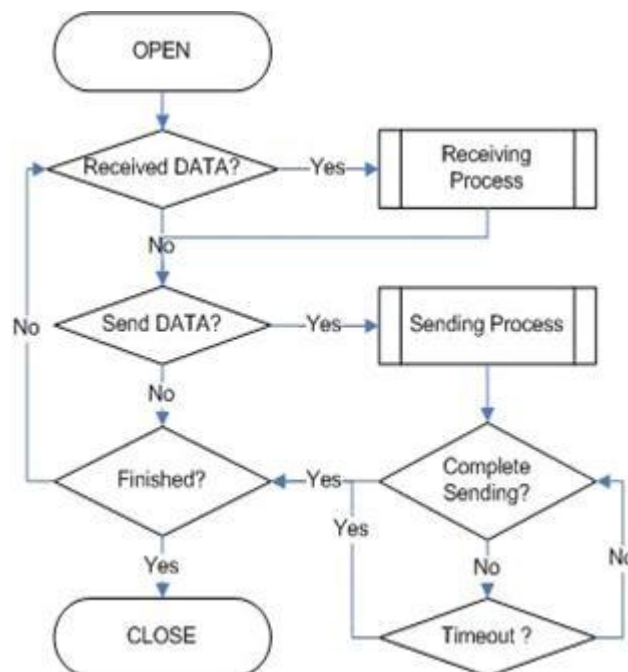 OPEN
Received DATA?
Yes
Receiving
Process
No
Send DATA?
Yes
Sending Process
No
No
Finished?
Yes
Complete
Sending?
Yes
No
No
Yes
CLOSE
Timeout ?